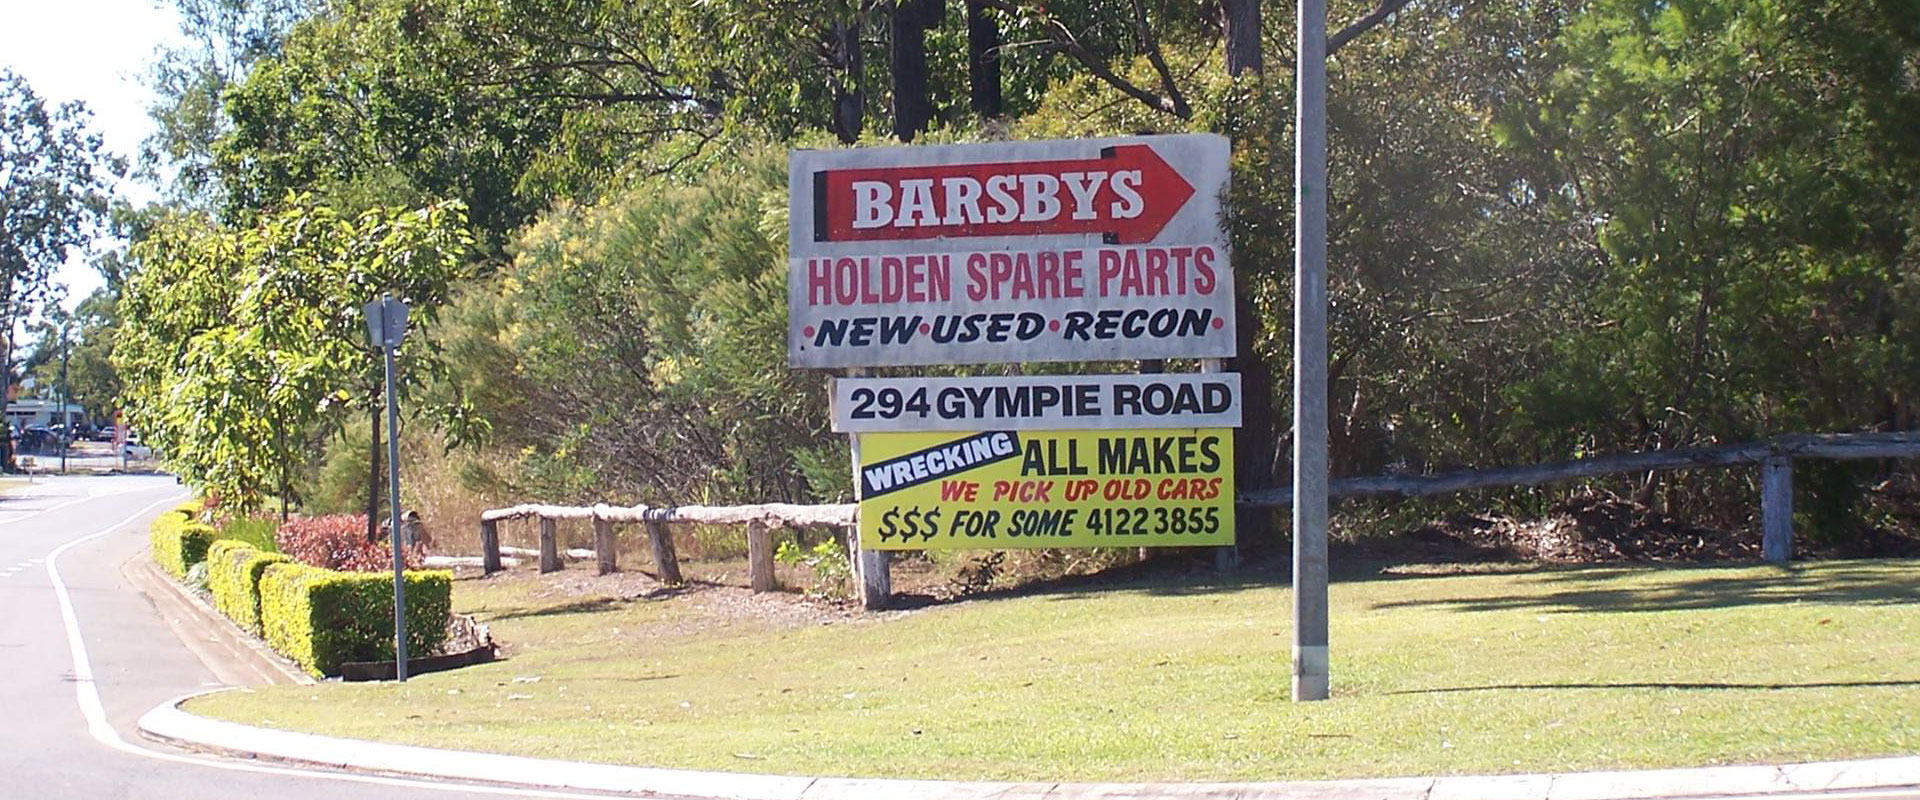 BARSBYS
HOLDEN SPARE PARTS
•NEW•USED•RECON•
294 GYMPIE ROAD
WRECKING ALL MAKES
WE PICK UP OLD CARS
$$$ FOR SOME 4122 3855